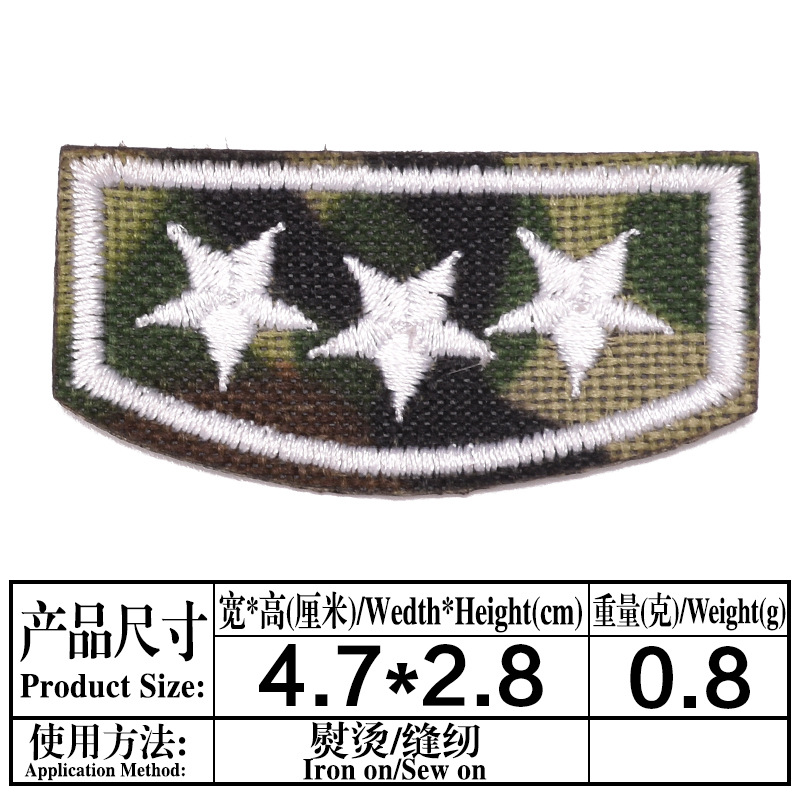 产品尺寸
Product Size:
宽*高(厘米)/Wedth*Height(cm)
重量(克)/Weight(g)
4.7*2.8
0.8
使用方法:
Application Method:
熨烫/缝纫
Iron on/Sew on